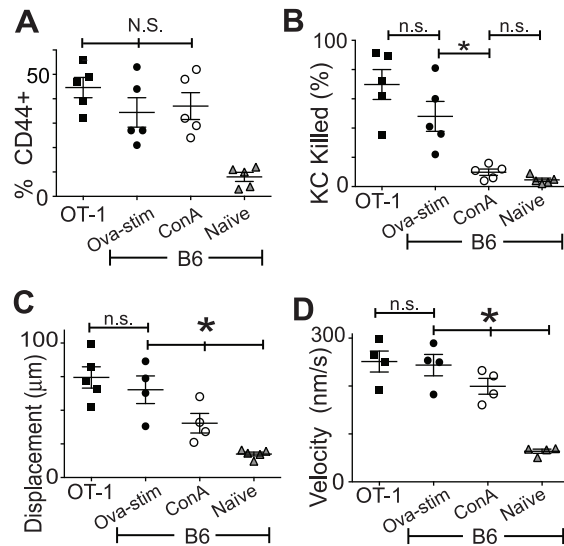 A
N.S.
% CD44+
50
0
OT-1
Ova-stim
ConA
Naïve
B6
B
n.s.
*
n.s.
KC Killed (%)
100
0
OT-1
Ova-stim
ConA
Naïve
B6
C
n.s.
*
Displacement (µm)
100
0
OT-1
Ova-stim
ConA
Naïve
B6
D
n.s.
*
Velocity (nm/s)
300
0
OT-1
Ova-stim
ConA
Naïve
B6